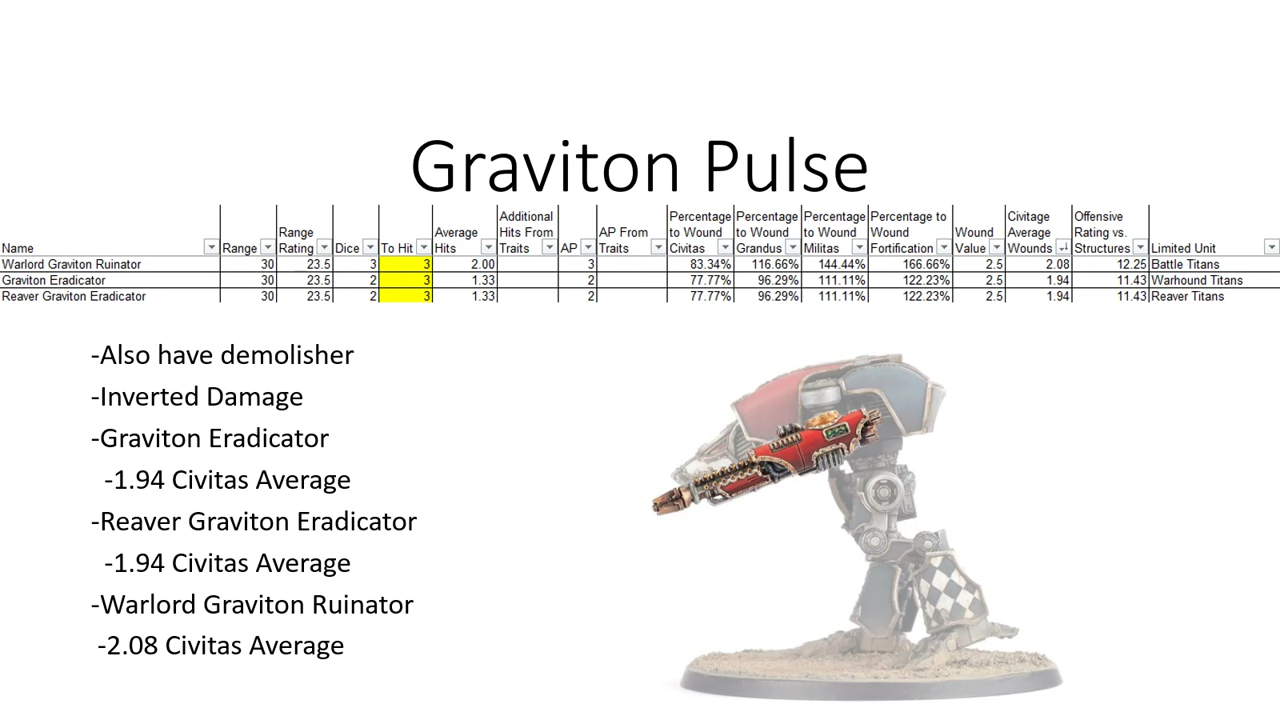 Graviton Pulse
Name Range Range Rating Dice To Hit Average Hits Additional Hits From Traits AP AP From Traits Percentage to Wound Civitas Percentage to Wound Grandus Percentage to Wound Militas Percentage to Wound Fortification Wound Value Civitage Average Wounds Offensive Rating vs. Structures Limited Unit
Warlord Graviton Ruinator 30 23.5 3 3 2.00 3 83.34% 116.66% 144.44% 166.66% 2.5 2.08 12.25 Battle Titans
Graviton Eradicator 30 23.5 2 3 1.33 2 77.77% 96.29% 111.11% 122.23% 2.5 1.94 11.43 Warhound Titans
Reaver Graviton Eradicator 30 23.5 2 3 1.33 2 77.77% 96.29% 111.11% 122.23% 2.5 1.94 11.43 Reaver Titans
-Also have demolisher
-Inverted Damage
-Graviton Eradicator
-1.94 Civitas Average
-Reaver Graviton Eradicator
-1.94 Civitas Average
-Warlord Graviton Ruinator
-2.08 Civitas Average